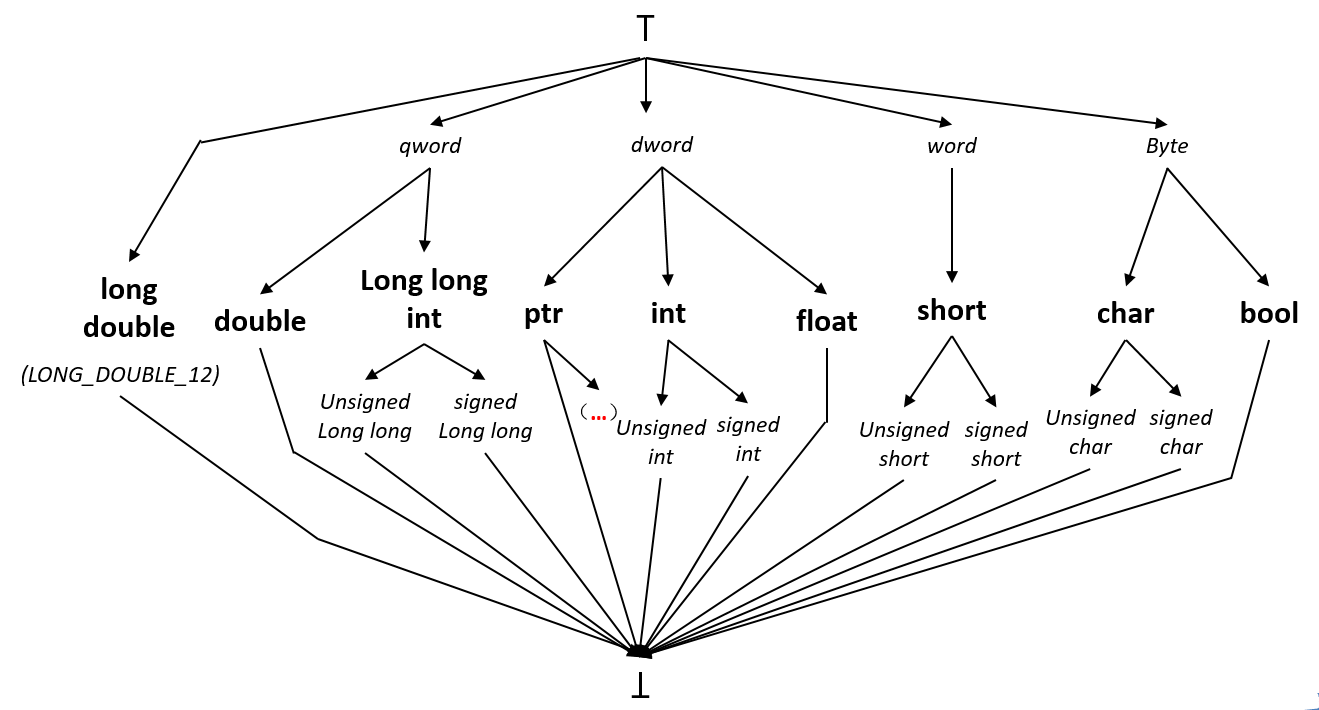 ⊤
qword
dword
word
Byte
long
double
(LONG_DOUBLE_12)
double
Long long
int
ptr
int
float
short
char
bool
Unsigned
Long long
signed
Long long
(...)
Unsigned
int
signed
int
Unsigned
short
signed
short
Unsigned
char
signed
char
⊥